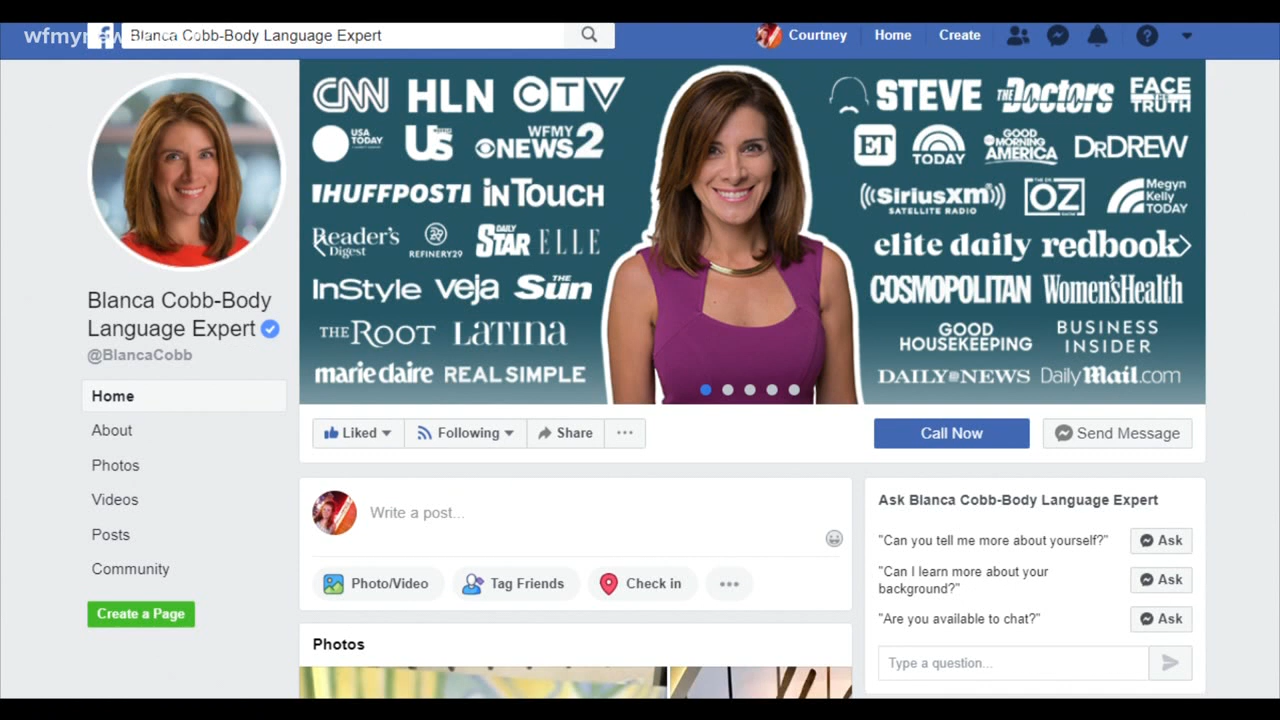 Blanca Cobb-Body Language Expert
Courtney
Home
Create
CNN HLN CTV
USA TODAY Us WFMY NEWS 2
HUFFPOST inTOUCH
Reader's Digest REFINERY29 DAILY STAR ELLE
InStyle veja THE Sun
THE ROOT LATINA
marie claire REAL SIMPLE
STEVE THE Doctors FACE TRUTH
ET TODAY GOOD MORNING AMERICA DR DREW
SiriusXM SATELLITE RADIO OZ Megyn Kelly TODAY
elite daily redbook
COSMOPOLITAN Women's Health
GOOD HOUSEKEEPING BUSINESS INSIDER
DAILY NEWS Daily Mail.com
Blanca Cobb-Body
Language Expert
@BlancaCobb
Home
About
Photos
Videos
Posts
Community
Create a Page
Liked
Following
Share
Call Now
Send Message
Write a post...
Photo/Video
Tag Friends
Check in
Photos
Ask Blanca Cobb-Body Language Expert
"Can you tell me more about yourself?" Ask
"Can I learn more about your
background?" Ask
"Are you available to chat?" Ask
Type a question...